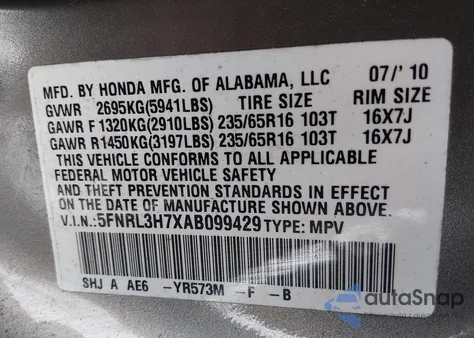 MFD. BY HONDA MFG. OF ALABAMA, LLC 07/'10
GVWR 2695KG(5941LBS) TIRE SIZE RIM SIZE
GAWR F 1320KG(2910LBS) 235/65R16 103T 16X7J
GAWR R1450KG(3197LBS) 235/65R16 103T 16X7J
THIS VEHICLE CONFORMS TO ALL APPLICABLE
FEDERAL MOTOR VEHICLE SAFETY
AND THEFT PREVENTION STANDARDS IN EFFECT
ON THE DATE OF MANUFACTURE SHOWN ABOVE.
V.I.N.:5FNRL3H7XAB099429 TYPE: MPV
SHJ A AE6 -YR573M -F -B
autaSnap